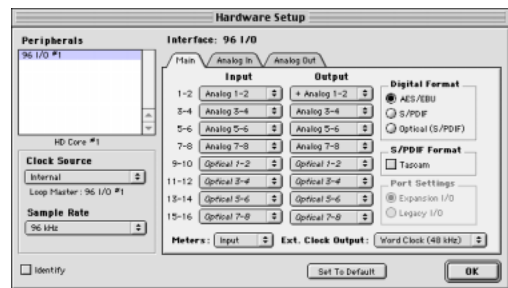 Hardware Setup
Peripherals
96 I/O #1
HD Core #1
Clock Source
Internal
Loop Master: 96 I/O #1
Sample Rate
96 kHz
Identify
Interface: 96 I/O
Main Analog In Analog Out
Input Output
1-2 Analog 1-2 + Analog 1-2
3-4 Analog 3-4 Analog 3-4
5-6 Analog 5-6 Analog 5-6
7-8 Analog 7-8 Analog 7-8
9-10 Optical 1-2 Optical 1-2
11-12 Optical 3-4 Optical 3-4
13-14 Optical 5-6 Optical 5-6
15-16 Optical 7-8 Optical 7-8
Digital Format
AES/EBU
S/PDIF
Optical (S/PDIF)
S/PDIF Format
Tascam
Port Settings
Expansion I/O
Legacy I/O
Meters: Input Ext. Clock Output: Word Clock (48 kHz)
Set To Default OK